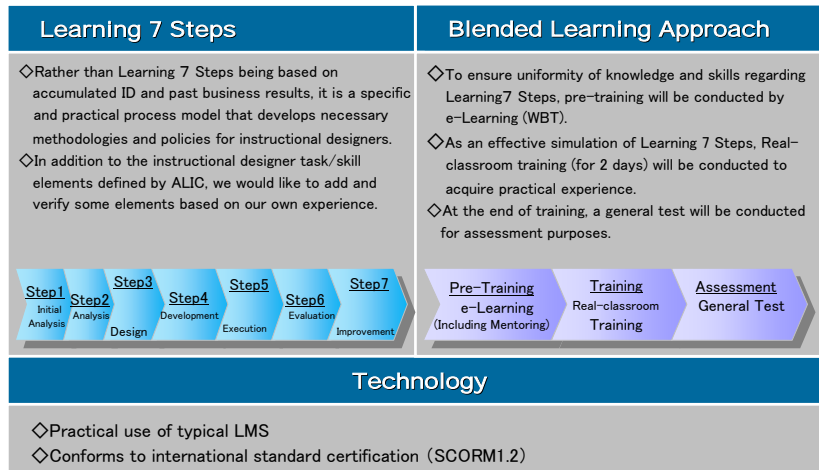 Learning 7 Steps
◇Rather than Learning 7 Steps being based on
accumulated ID and past business results, it is a specific
and practical process model that develops necessary
methodologies and policies for instructional designers.
◇In addition to the instructional designer task/skill
elements defined by ALIC, we would like to add and
verify some elements based on our own experience.
Step1
Initial
Analysis
Step2
Analysis
Step3
Design
Step4
Development
Step5
Execution
Step6
Evaluation
Step7
Improvement
Blended Learning Approach
◇To ensure uniformity of knowledge and skills regarding
Learning7 Steps, pre-training will be conducted by
e-Learning (WBT).
◇As an effective simulation of Learning 7 Steps, Real-
classroom training (for 2 days) will be conducted to
acquire practical experience.
◇At the end of training, a general test will be conducted
for assessment purposes.
Pre-Training
e-Learning
(Including Mentoring)
Training
Real-classroom
Training
Assessment
General Test
Technology
◇Practical use of typical LMS
◇Conforms to international standard certification (SCORM1.2)